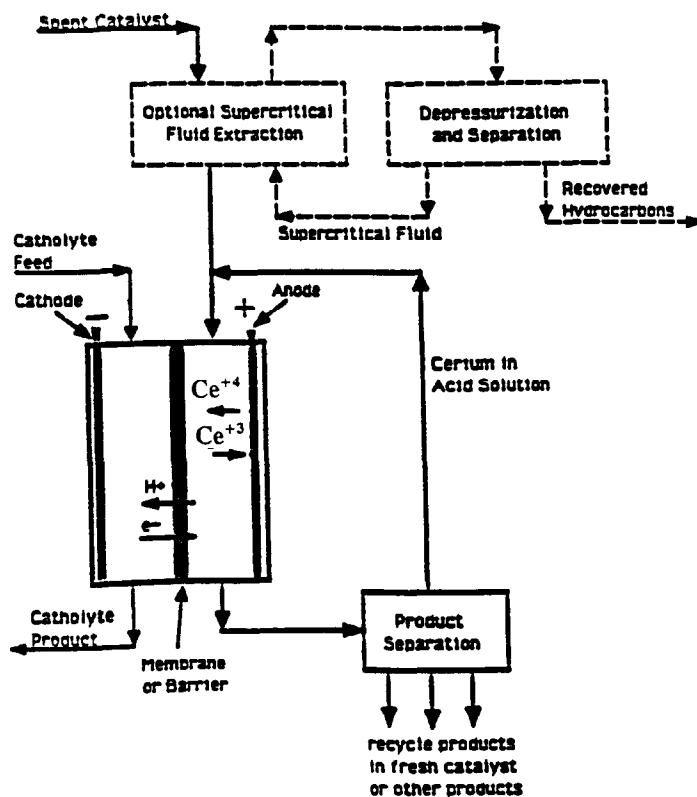 Spent Catalyst
Optional Supercritical
Fluid Extraction
Depressurization
and Separation
Recovered
Hydrocarbons
Supercritical Fluid
Catholyte
Feed
Cathode
−
+
Anode
Cerium in
Acid Solution
Ce+4
Ce+3
H+
e−
Catholyte
Product
Membrane
or Barrier
Product
Separation
recycle products
in fresh catalyst
or other products